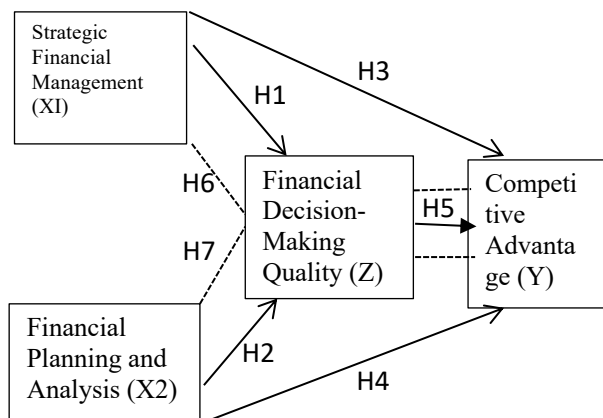 Strategic
Financial
Management
(XI)
H3
H1
H6
Financial
Decision-
Making
Quality (Z)
H5
Competi
tive
Advanta
ge (Y)
H7
Financial
Planning and
Analysis (X2)
H2
H4